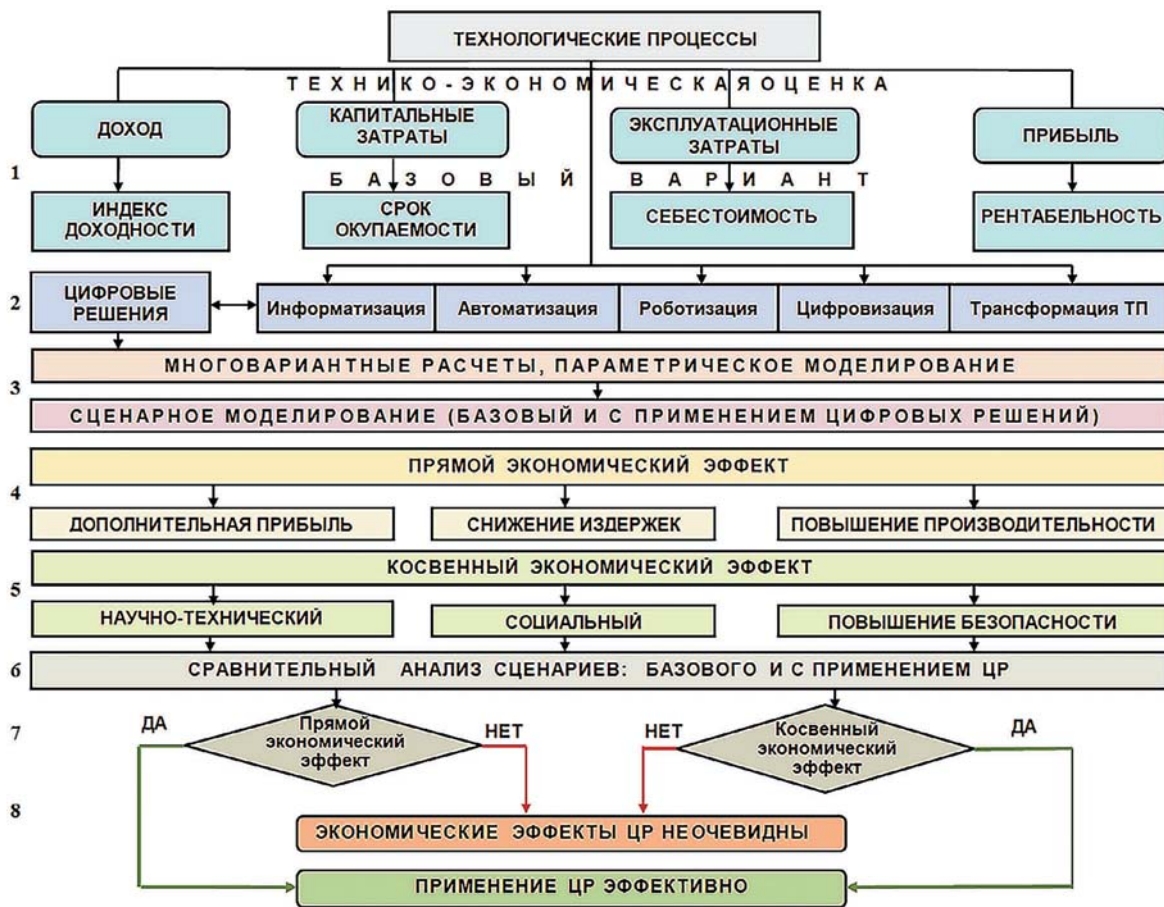 ТЕХНОЛОГИЧЕСКИЕ ПРОЦЕССЫ
ТЕХНИКО-ЭКОНОМИЧЕСКАЯОЦЕНКА
ДОХОД
КАПИТАЛЬНЫЕ
ЗАТРАТЫ
ЭКСПЛУАТАЦИОННЫЕ
ЗАТРАТЫ
ПРИБЫЛЬ
1
БАЗОВЫЙ ВАРИАНТ
ИНДЕКС
ДОХОДНОСТИ
СРОК
ОКУПАЕМОСТИ
СЕБЕСТОИМОСТЬ
РЕНТАБЕЛЬНОСТЬ
2
ЦИФРОВЫЕ
РЕШЕНИЯ
Информатизация
Автоматизация
Роботизация
Цифровизация
Трансформация ТП
МНОГОВАРИАНТНЫЕ РАСЧЕТЫ, ПАРАМЕТРИЧЕСКОЕ МОДЕЛИРОВАНИЕ
3
СЦЕНАРНОЕ МОДЕЛИРОВАНИЕ (БАЗОВЫЙ И С ПРИМЕНЕНИЕМ ЦИФРОВЫХ РЕШЕНИЙ)
ПРЯМОЙ ЭКОНОМИЧЕСКИЙ ЭФФЕКТ
4
ДОПОЛНИТЕЛЬНАЯ ПРИБЫЛЬ
СНИЖЕНИЕ ИЗДЕРЖЕК
ПОВЫШЕНИЕ ПРОИЗВОДИТЕЛЬНОСТИ
КОСВЕННЫЙ ЭКОНОМИЧЕСКИЙ ЭФФЕКТ
5
НАУЧНО-ТЕХНИЧЕСКИЙ
СОЦИАЛЬНЫЙ
ПОВЫШЕНИЕ БЕЗОПАСНОСТИ
6
СРАВНИТЕЛЬНЫЙ АНАЛИЗ СЦЕНАРИЕВ: БАЗОВОГО И С ПРИМЕНЕНИЕМ ЦР
7
ДА
Прямой
экономический
эффект
НЕТ
НЕТ
Косвенный
экономический
эффект
ДА
8
ЭКОНОМИЧЕСКИЕ ЭФФЕКТЫ ЦР НЕОЧЕВИДНЫ
ПРИМЕНЕНИЕ ЦР ЭФФЕКТИВНО